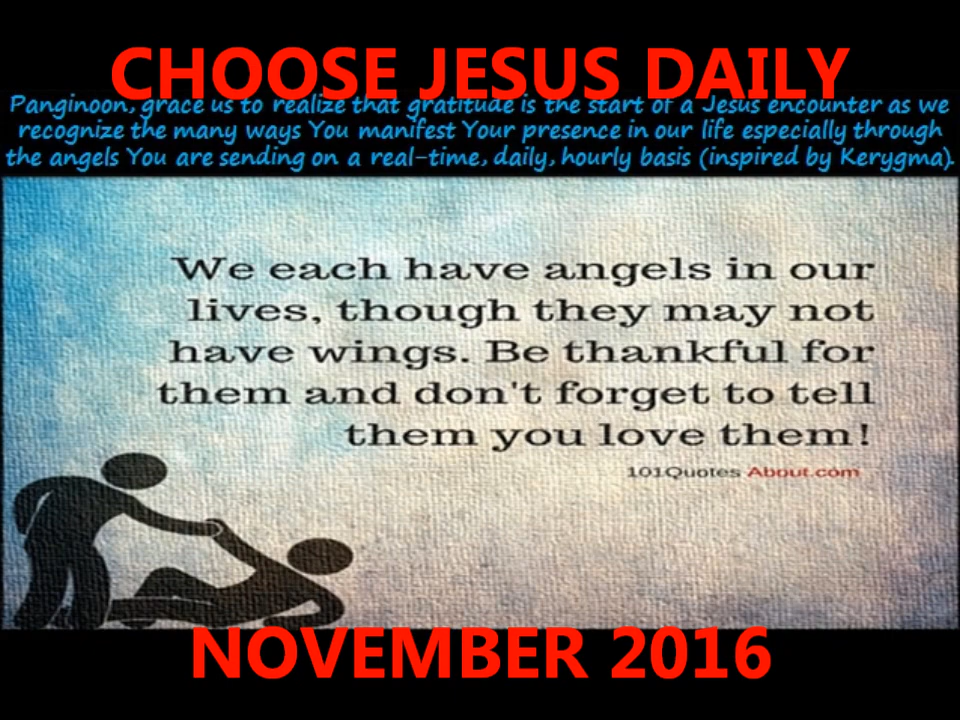 CHOOSE JESUS DAILY
Panginoon, grace us to realize that gratitude is the start of a Jesus encounter as we
recognize the many ways You manifest Your presence in our life especially through
the angels You are sending on a real-time, daily, hourly basis (inspired by Kerygma).
We each have angels in our
lives, though they may not
have wings. Be thankful for
them and don't forget to tell
them you love them!
101Quotes About.com
NOVEMBER 2016